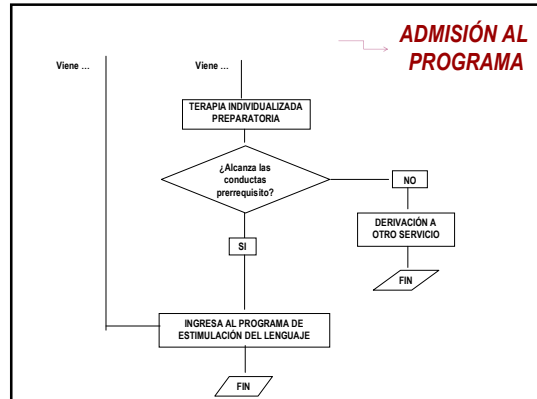 ADMISIÓN AL
PROGRAMA
Viene ...
Viene ...
TERAPIA INDIVIDUALIZADA
PREPARATORIA
¿Alcanza las
conductas
prerrequisito?
NO
DERIVACIÓN A
OTRO SERVICIO
SI
FIN
INGRESA AL PROGRAMA DE
ESTIMULACIÓN DEL LENGUAJE
FIN